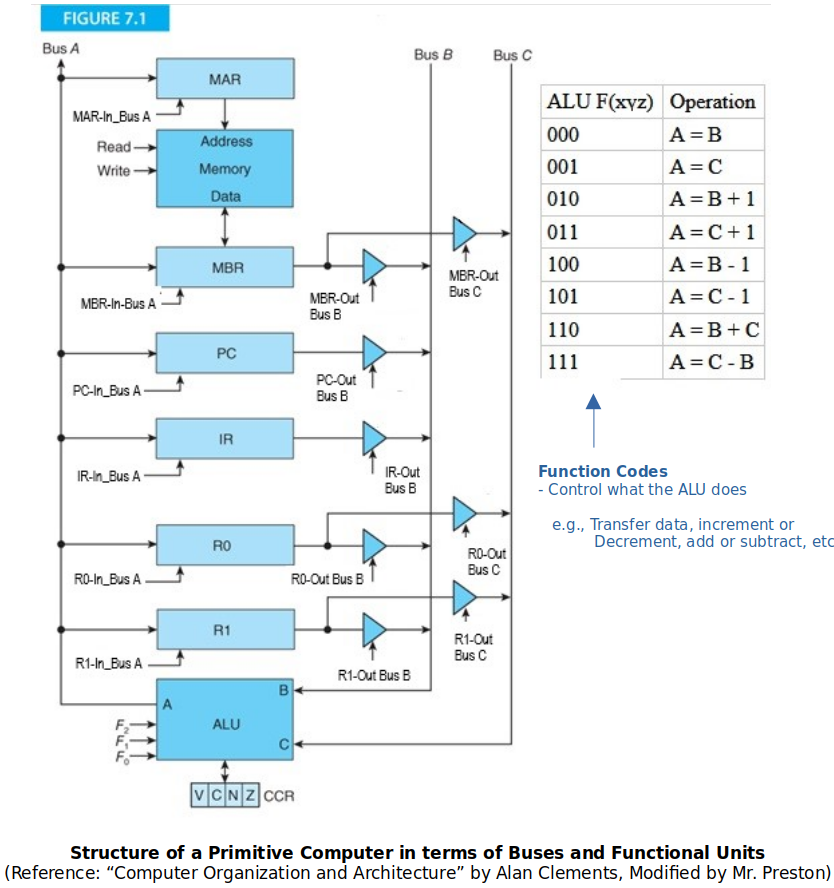 FIGURE 7.1
Bus A
Bus B
Bus C
MAR
MAR-In_Bus A
Read
Write
Address
Memory
Data
MBR
MBR-In-Bus A
MBR-Out
Bus B
MBR-Out
Bus C
PC
PC-In_Bus A
PC-Out
Bus B
IR
IR-In_Bus A
IR-Out
Bus B
R0
R0-In_Bus A
R0-Out Bus B
R0-Out
Bus C
R1
R1-In_Bus A
R1-Out Bus B
R1-Out
Bus C
A
B
ALU
C
F2
F1
F0
V C N Z CCR
ALU F(xyz) Operation
000 A = B
001 A = C
010 A = B + 1
011 A = C + 1
100 A = B - 1
101 A = C - 1
110 A = B + C
111 A = C - B
Function Codes
- Control what the ALU does
e.g., Transfer data, increment or
Decrement, add or subtract, etc
Structure of a Primitive Computer in terms of Buses and Functional Units
(Reference: “Computer Organization and Architecture” by Alan Clements, Modified by Mr. Preston)